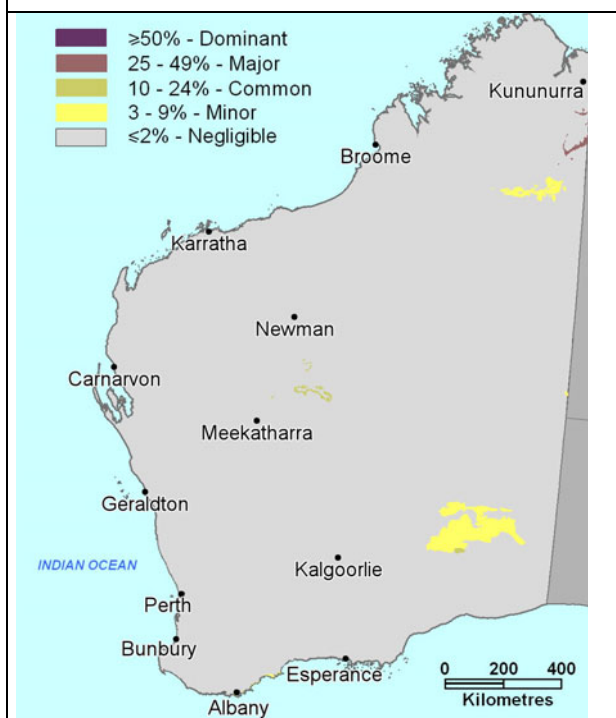 ⩾50% - Dominant
25 - 49% - Major
10 - 24% - Common
3 - 9% - Minor
⩽2% - Negligible
Kununurra
Broome
Karratha
Newman
Carnarvon
Meekatharra
Geraldton
INDIAN OCEAN
Kalgoorlie
Perth
Bunbury
Esperance
Albany
0 200 400
Kilometres